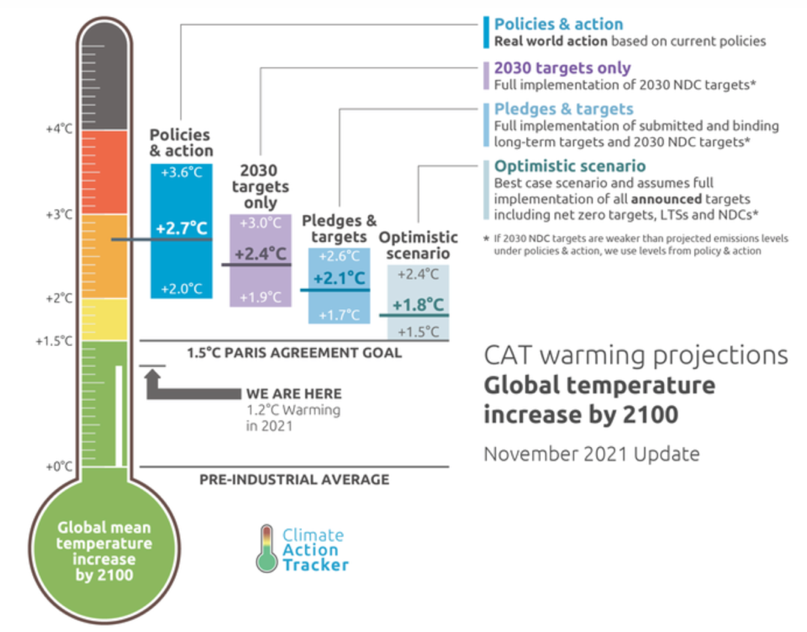 Policies & action
Real world action based on current policies
2030 targets only
Full implementation of 2030 NDC targets*
Pledges & targets
Full implementation of submitted and binding
long-term targets and 2030 NDC targets*
Optimistic scenario
Best case scenario and assumes full
implementation of all announced targets
including net zero targets, LTSs and NDCs*
* If 2030 NDC targets are weaker than projected emissions levels
under policies & action, we use levels from policy & action
+4°C
+3°C
+2°C
+1.5°C
+0°C
Policies
& action
+3.6°C
+2.7°C
+2.0°C
2030
targets
only
+3.0°C
+2.4°C
+1.9°C
Pledges &
targets
+2.6°C
+2.1°C
+1.7°C
Optimistic
scenario
+2.4°C
+1.8°C
+1.5°C
1.5°C PARIS AGREEMENT GOAL
WE ARE HERE
1.2°C Warming
in 2021
PRE-INDUSTRIAL AVERAGE
CAT warming projections
Global temperature
increase by 2100
November 2021 Update
Global mean
temperature
increase
by 2100
Climate
Action
Tracker